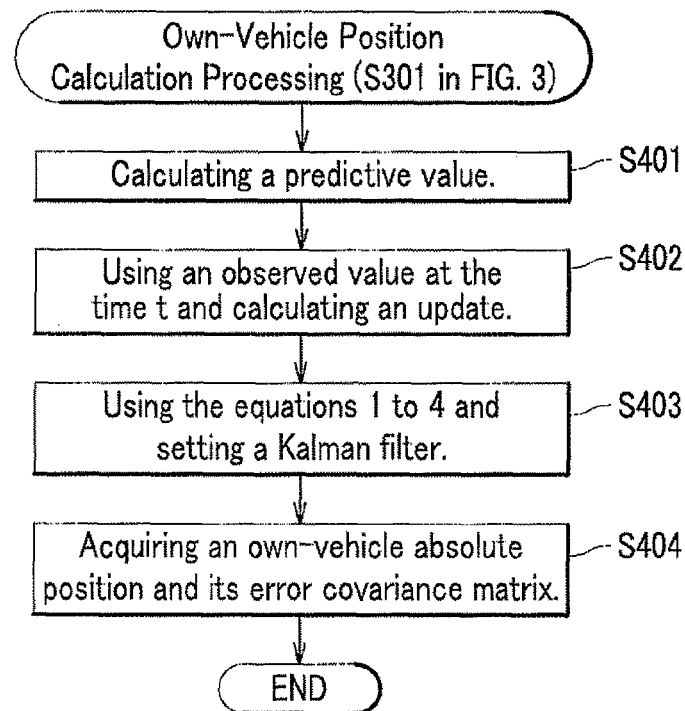 Own-Vehicle Position
Calculation Processing (S301 in FIG. 3)
Calculating a predictive value.
S401
Using an observed value at the
time t and calculating an update.
S402
Using the equations 1 to 4 and
setting a Kalman filter.
S403
Acquiring an own-vehicle absolute
position and its error covariance matrix.
S404
END